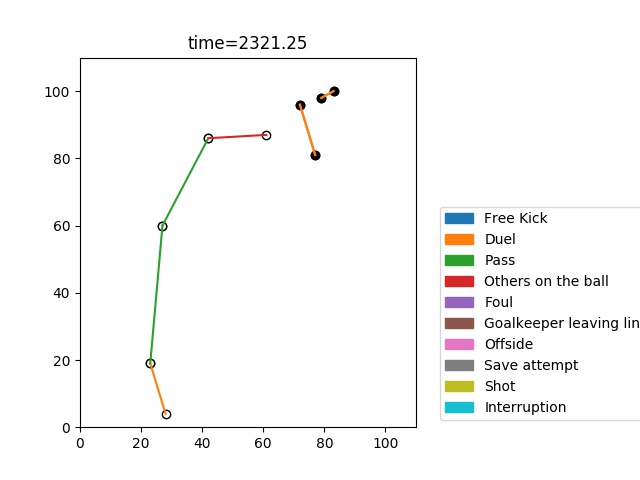 time=2321.25
100
80
60
40
20
0
0 20 40 60 80 100
Free Kick
Duel
Pass
Others on the ball
Foul
Goalkeeper leaving lin
Offside
Save attempt
Shot
Interruption